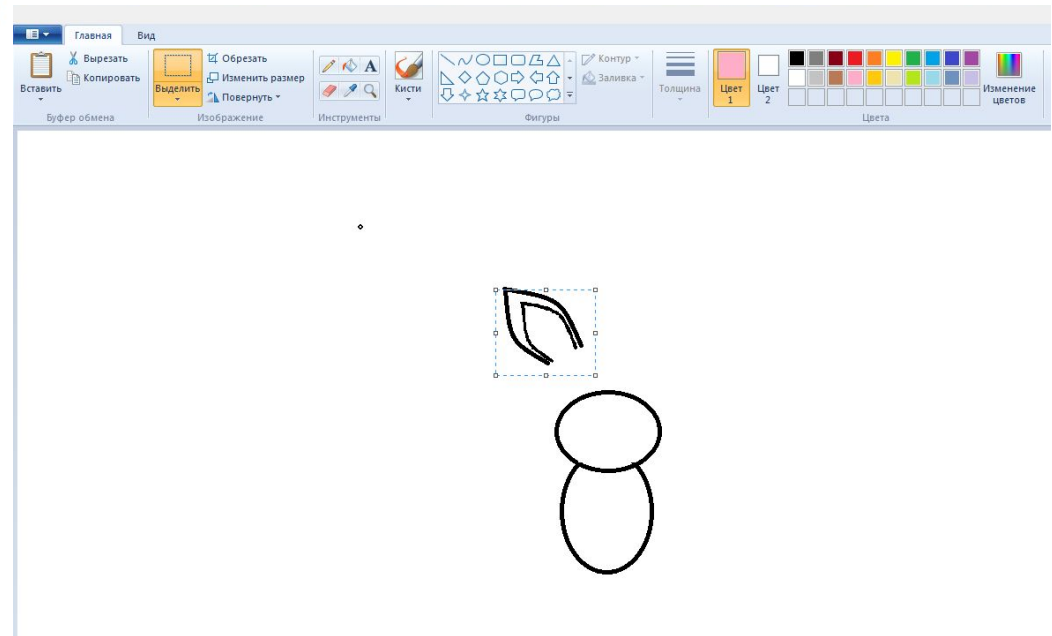 Главная Вид
Вставить
Вырезать
Копировать
Буфер обмена
Выделить
Обрезать
Изменить размер
Повернуть
Изображение
A
Инструменты
Кисти
Контур
Заливка
Фигуры
Толщина
Цвет
1
Цвет
2
Изменение
цветов
Цвета